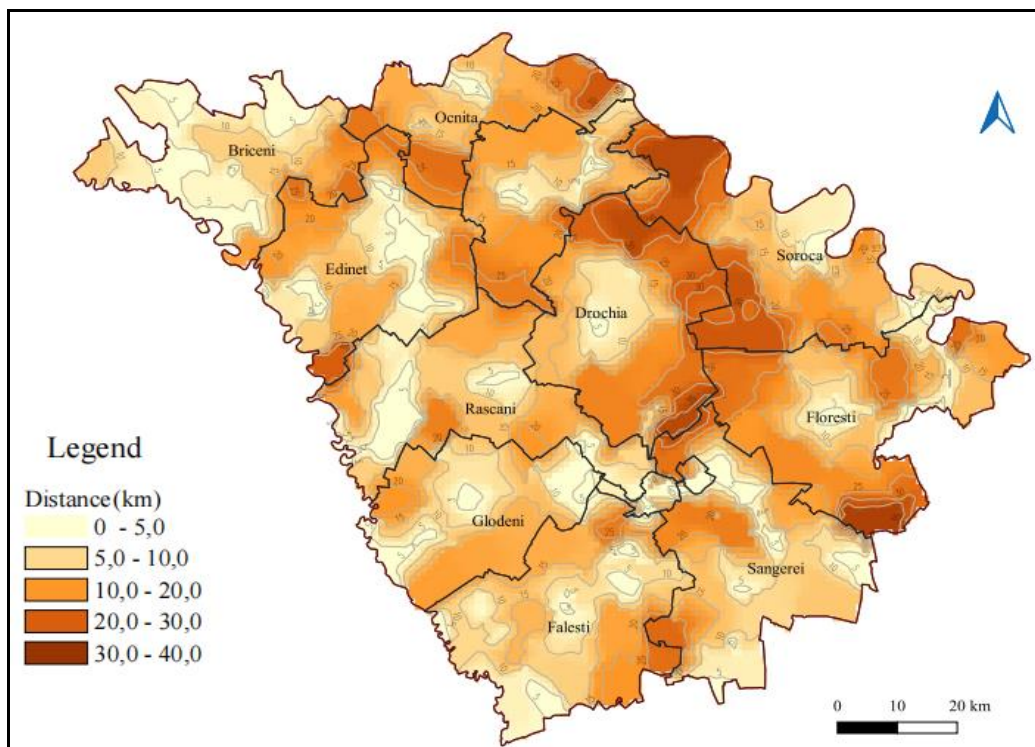 Ocnita
Briceni
Soroca
Edinet
Drochia
Rascani
Floresti
Glodeni
Sangerei
Falesti
Legend
Distance(km)
0 - 5,0
5,0 - 10,0
10,0 - 20,0
20,0 - 30,0
30,0 - 40,0
0 10 20 km